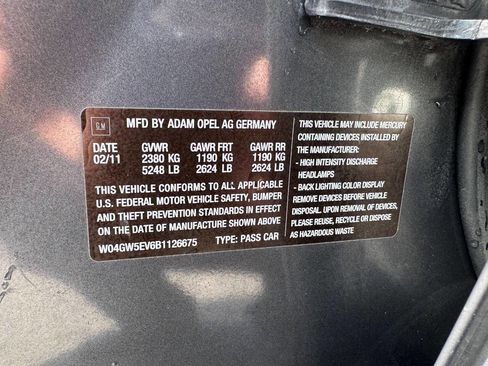 GM
MFD BY ADAM OPEL AG GERMANY
DATE GVWR GAWR FRT GAWR RR
02/11 2380 KG 1190 KG 1190 KG
5248 LB 2624 LB 2624 LB
THIS VEHICLE CONFORMS TO ALL APPLICABLE
U.S. FEDERAL MOTOR VEHICLE SAFETY, BUMPER
AND THEFT PREVENTION STANDARDS IN EFFECT
ON THE DATE OF MANUFACTURE SHOWN ABOVE
W04GW5EV6B1126675 TYPE: PASS CAR
THIS VEHICLE MAY INCLUDE MERCURY
CONTAINING DEVICES INSTALLED BY
THE MANUFACTURER:
- HIGH INTENSITY DISCHARGE
HEADLAMPS
- BACK LIGHTING COLOR DISPLAY
REMOVE DEVICES BEFORE VEHICLE
DISPOSAL. UPON REMOVAL OF DEVICES,
PLEASE REUSE, RECYCLE OR DISPOSE
AS HAZARDOUS WASTE